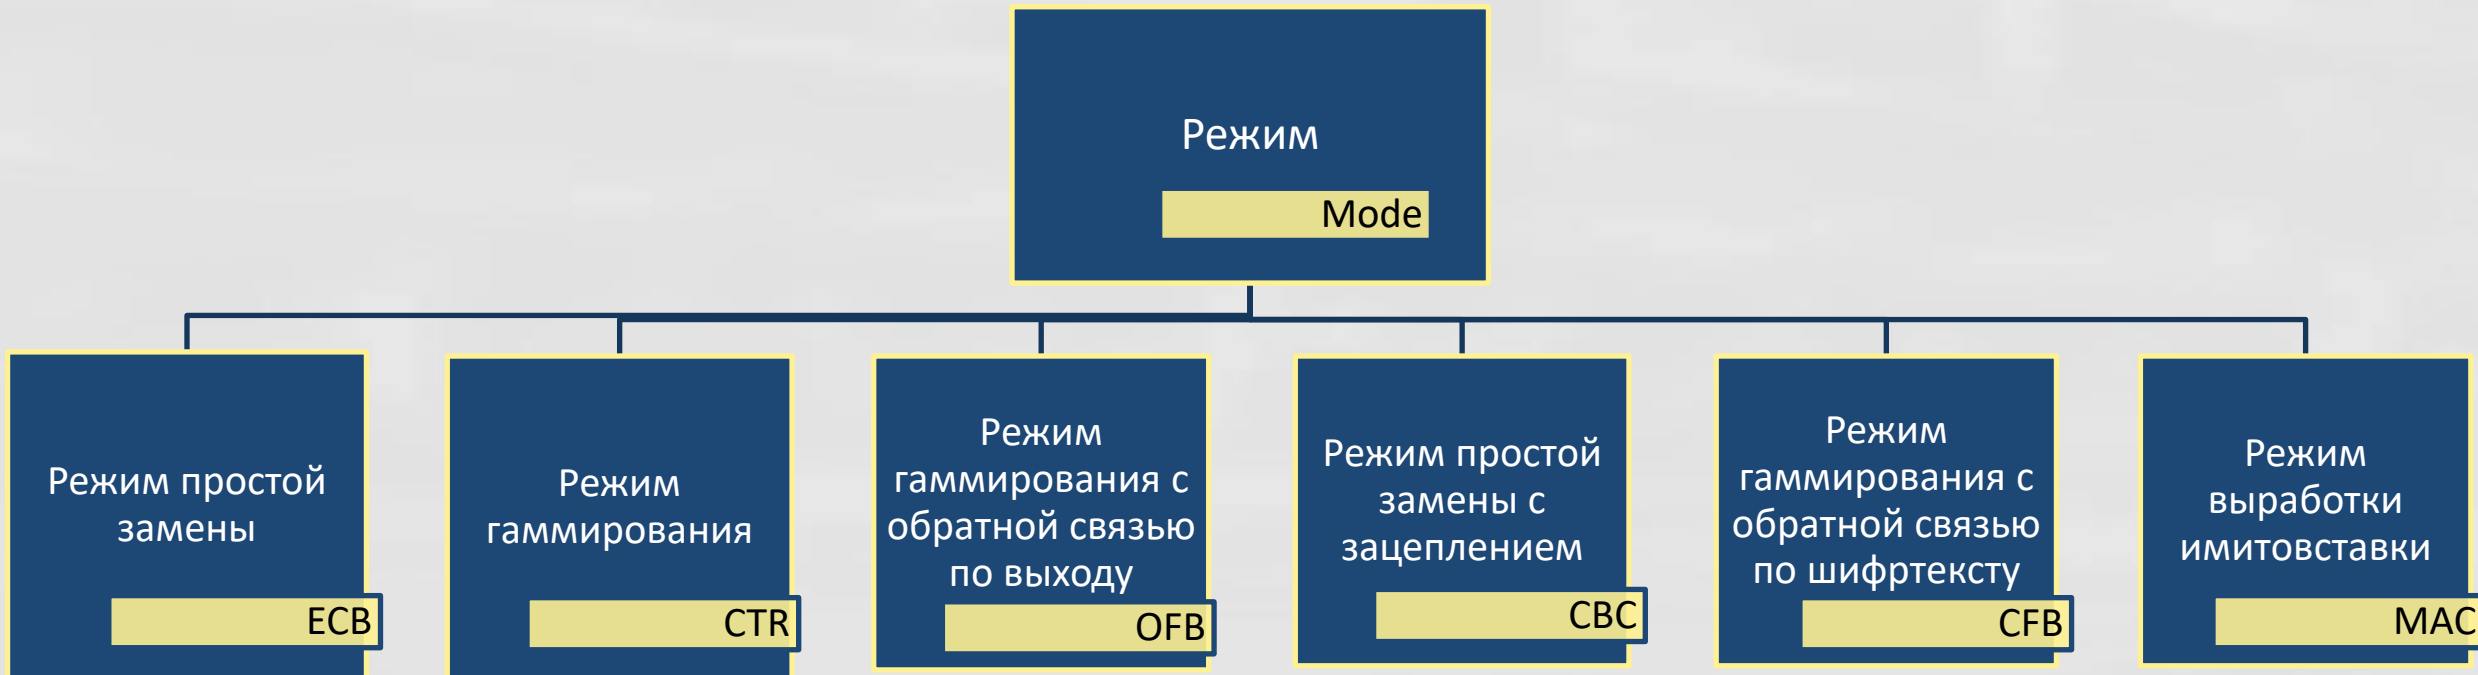 Режим
Mode
Режим простой
замены
ECB
Режим
гаммирования
CTR
Режим
гаммирования с
обратной связью
по выходу
OFB
Режим простой
замены с
зацеплением
CBC
Режим
гаммирования с
обратной связью
по шифртексту
CFB
Режим
выработки
имитовставки
MAC